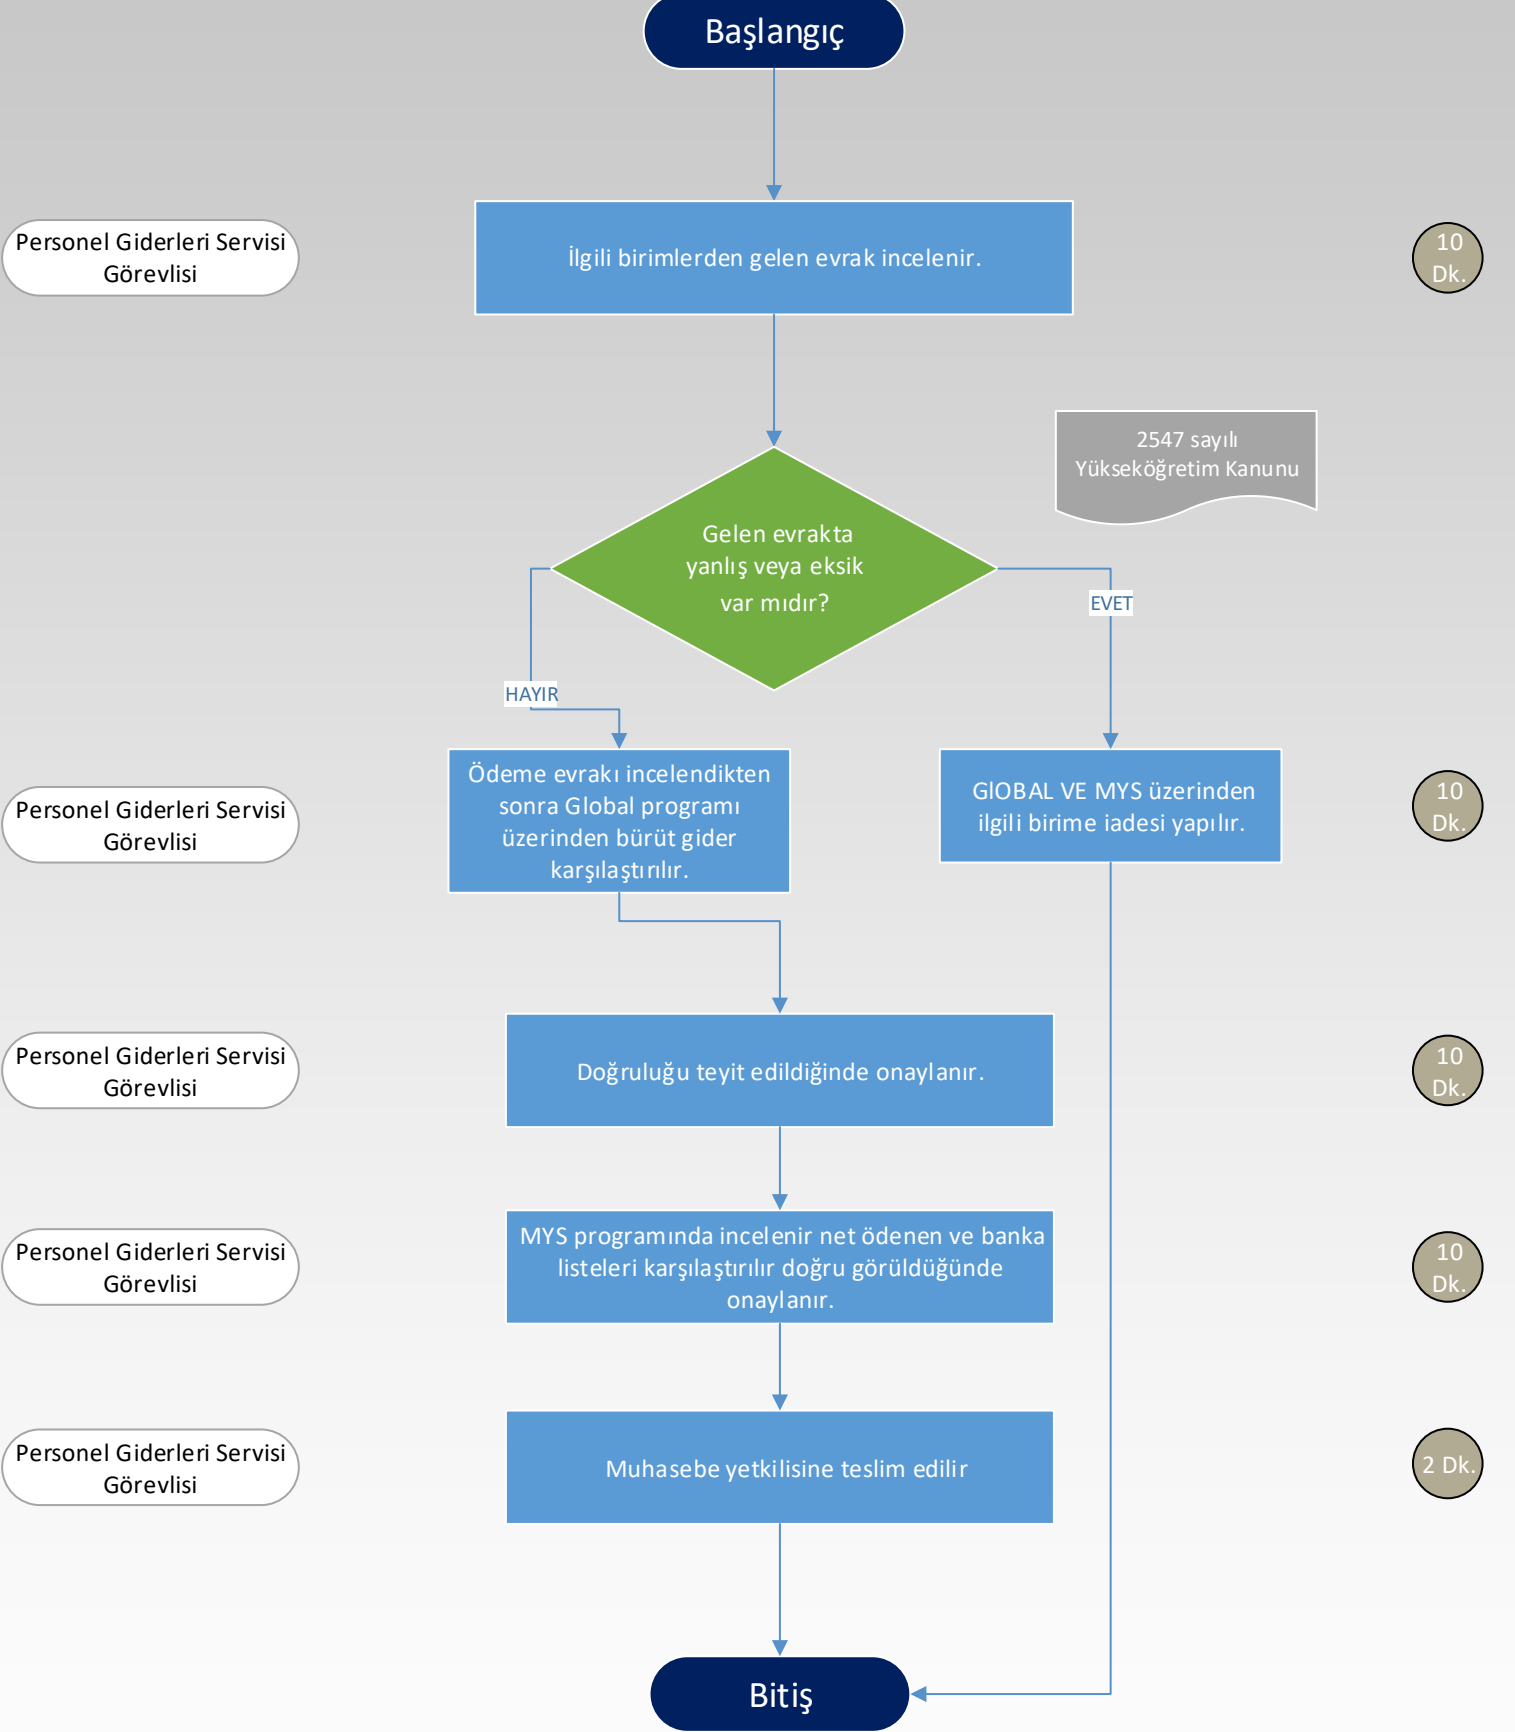 Başlangıç
Personel Giderleri Servisi
Görevlisi
İlgili birimlerden gelen evrak incelenir.
10
Dk.
2547 sayılı
Yükseköğretim Kanunu
Gelen evrakta
yanlış veya eksik
var mıdır?
EVET
HAYIR
Personel Giderleri Servisi
Görevlisi
Ödeme evrakı incelendikten
sonra Global programı
üzerinden bürüt gider
karşılaştırılır.
GlOBAL VE MYS üzerinden
ilgili birime iadesi yapılır.
10
Dk.
Personel Giderleri Servisi
Görevlisi
Doğruluğu teyit edildiğinde onaylanır.
10
Dk.
Personel Giderleri Servisi
Görevlisi
MYS programında incelenir net ödenen ve banka
listeleri karşılaştırılır doğru görüldüğünde
onaylanır.
10
Dk.
Personel Giderleri Servisi
Görevlisi
Muhasebe yetkilisine teslim edilir
2 Dk.
Bitiş